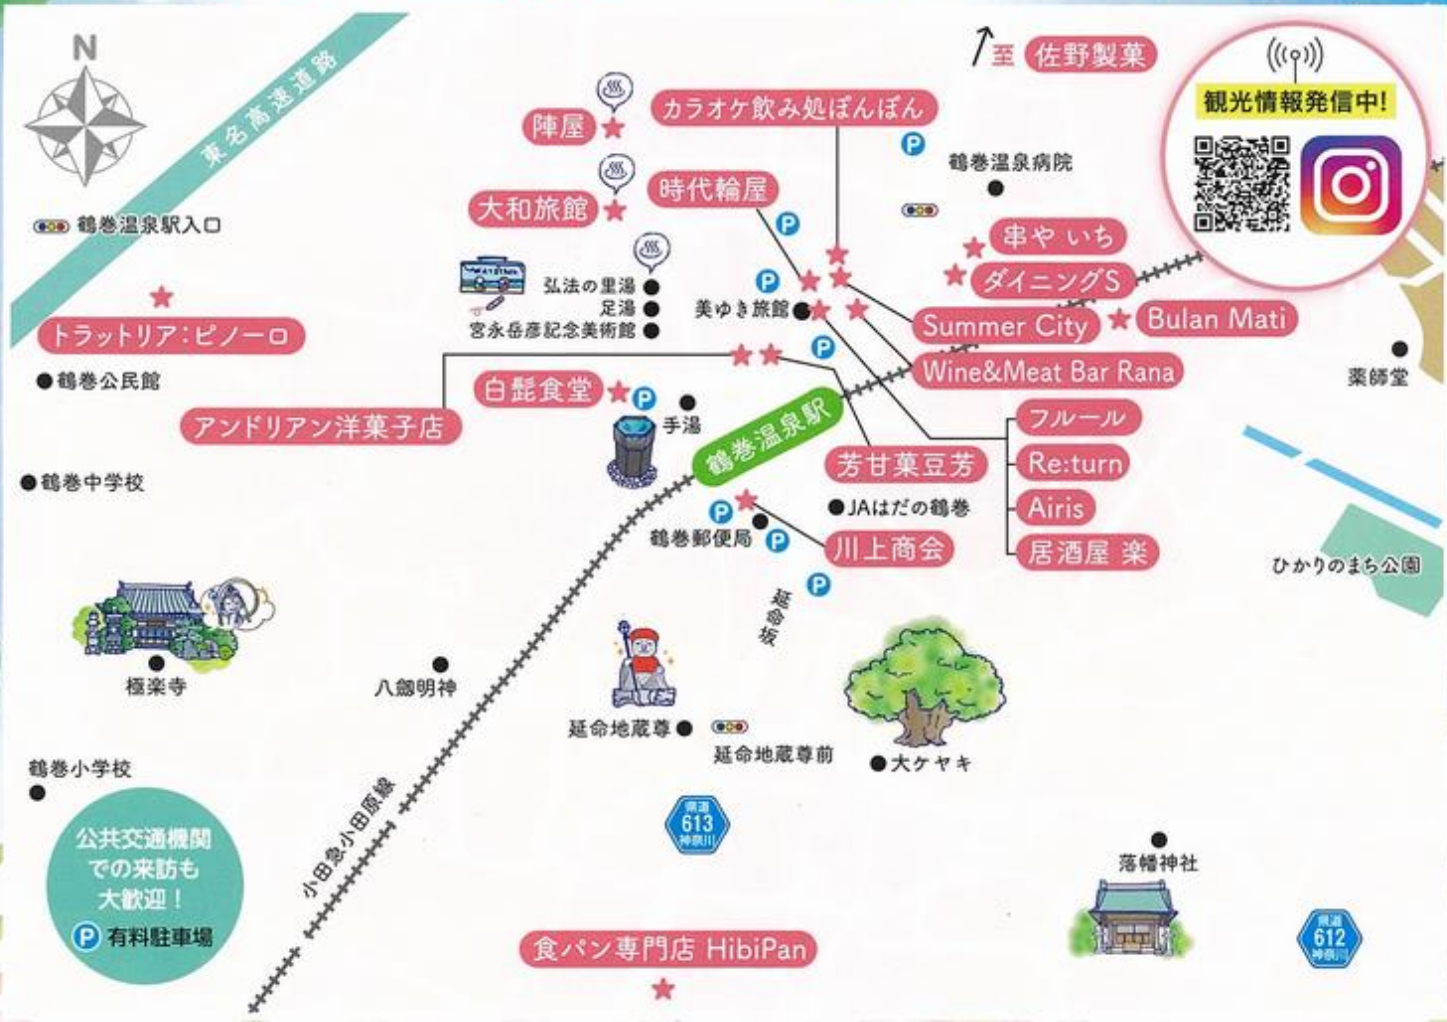 N
東名高速道路
至 佐野製菓
観光情報発信中!
カラオケ飲み処ぽんぽん
陣屋
P
鶴巻温泉病院
時代輪屋
大和旅館
鶴巻温泉駅入口
P
串や いち
ダイニングS
弘法の里湯
足湯
宮永岳彦記念美術館
P
美ゆき旅館
Summer City
Bulan Mati
トラットリア:ピノーロ
P
Wine&Meat Bar Rana
薬師堂
鶴巻公民館
白髭食堂
P
手湯
アンドリアン洋菓子店
鶴巻温泉駅
フルール
芳甘菓豆芳
Re:turn
鶴巻中学校
JAはだの鶴巻
Airis
P
鶴巻郵便局
P
川上商会
居酒屋 楽
ひかりのまち公園
P
延命坂
極楽寺
八劔明神
延命地蔵尊
延命地蔵尊前
大ケヤキ
鶴巻小学校
小田急小田原線
県道
613
神奈川
公共交通機関
での来訪も
大歓迎!
P 有料駐車場
落幡神社
県道
612
神奈川
食パン専門店 HibiPan